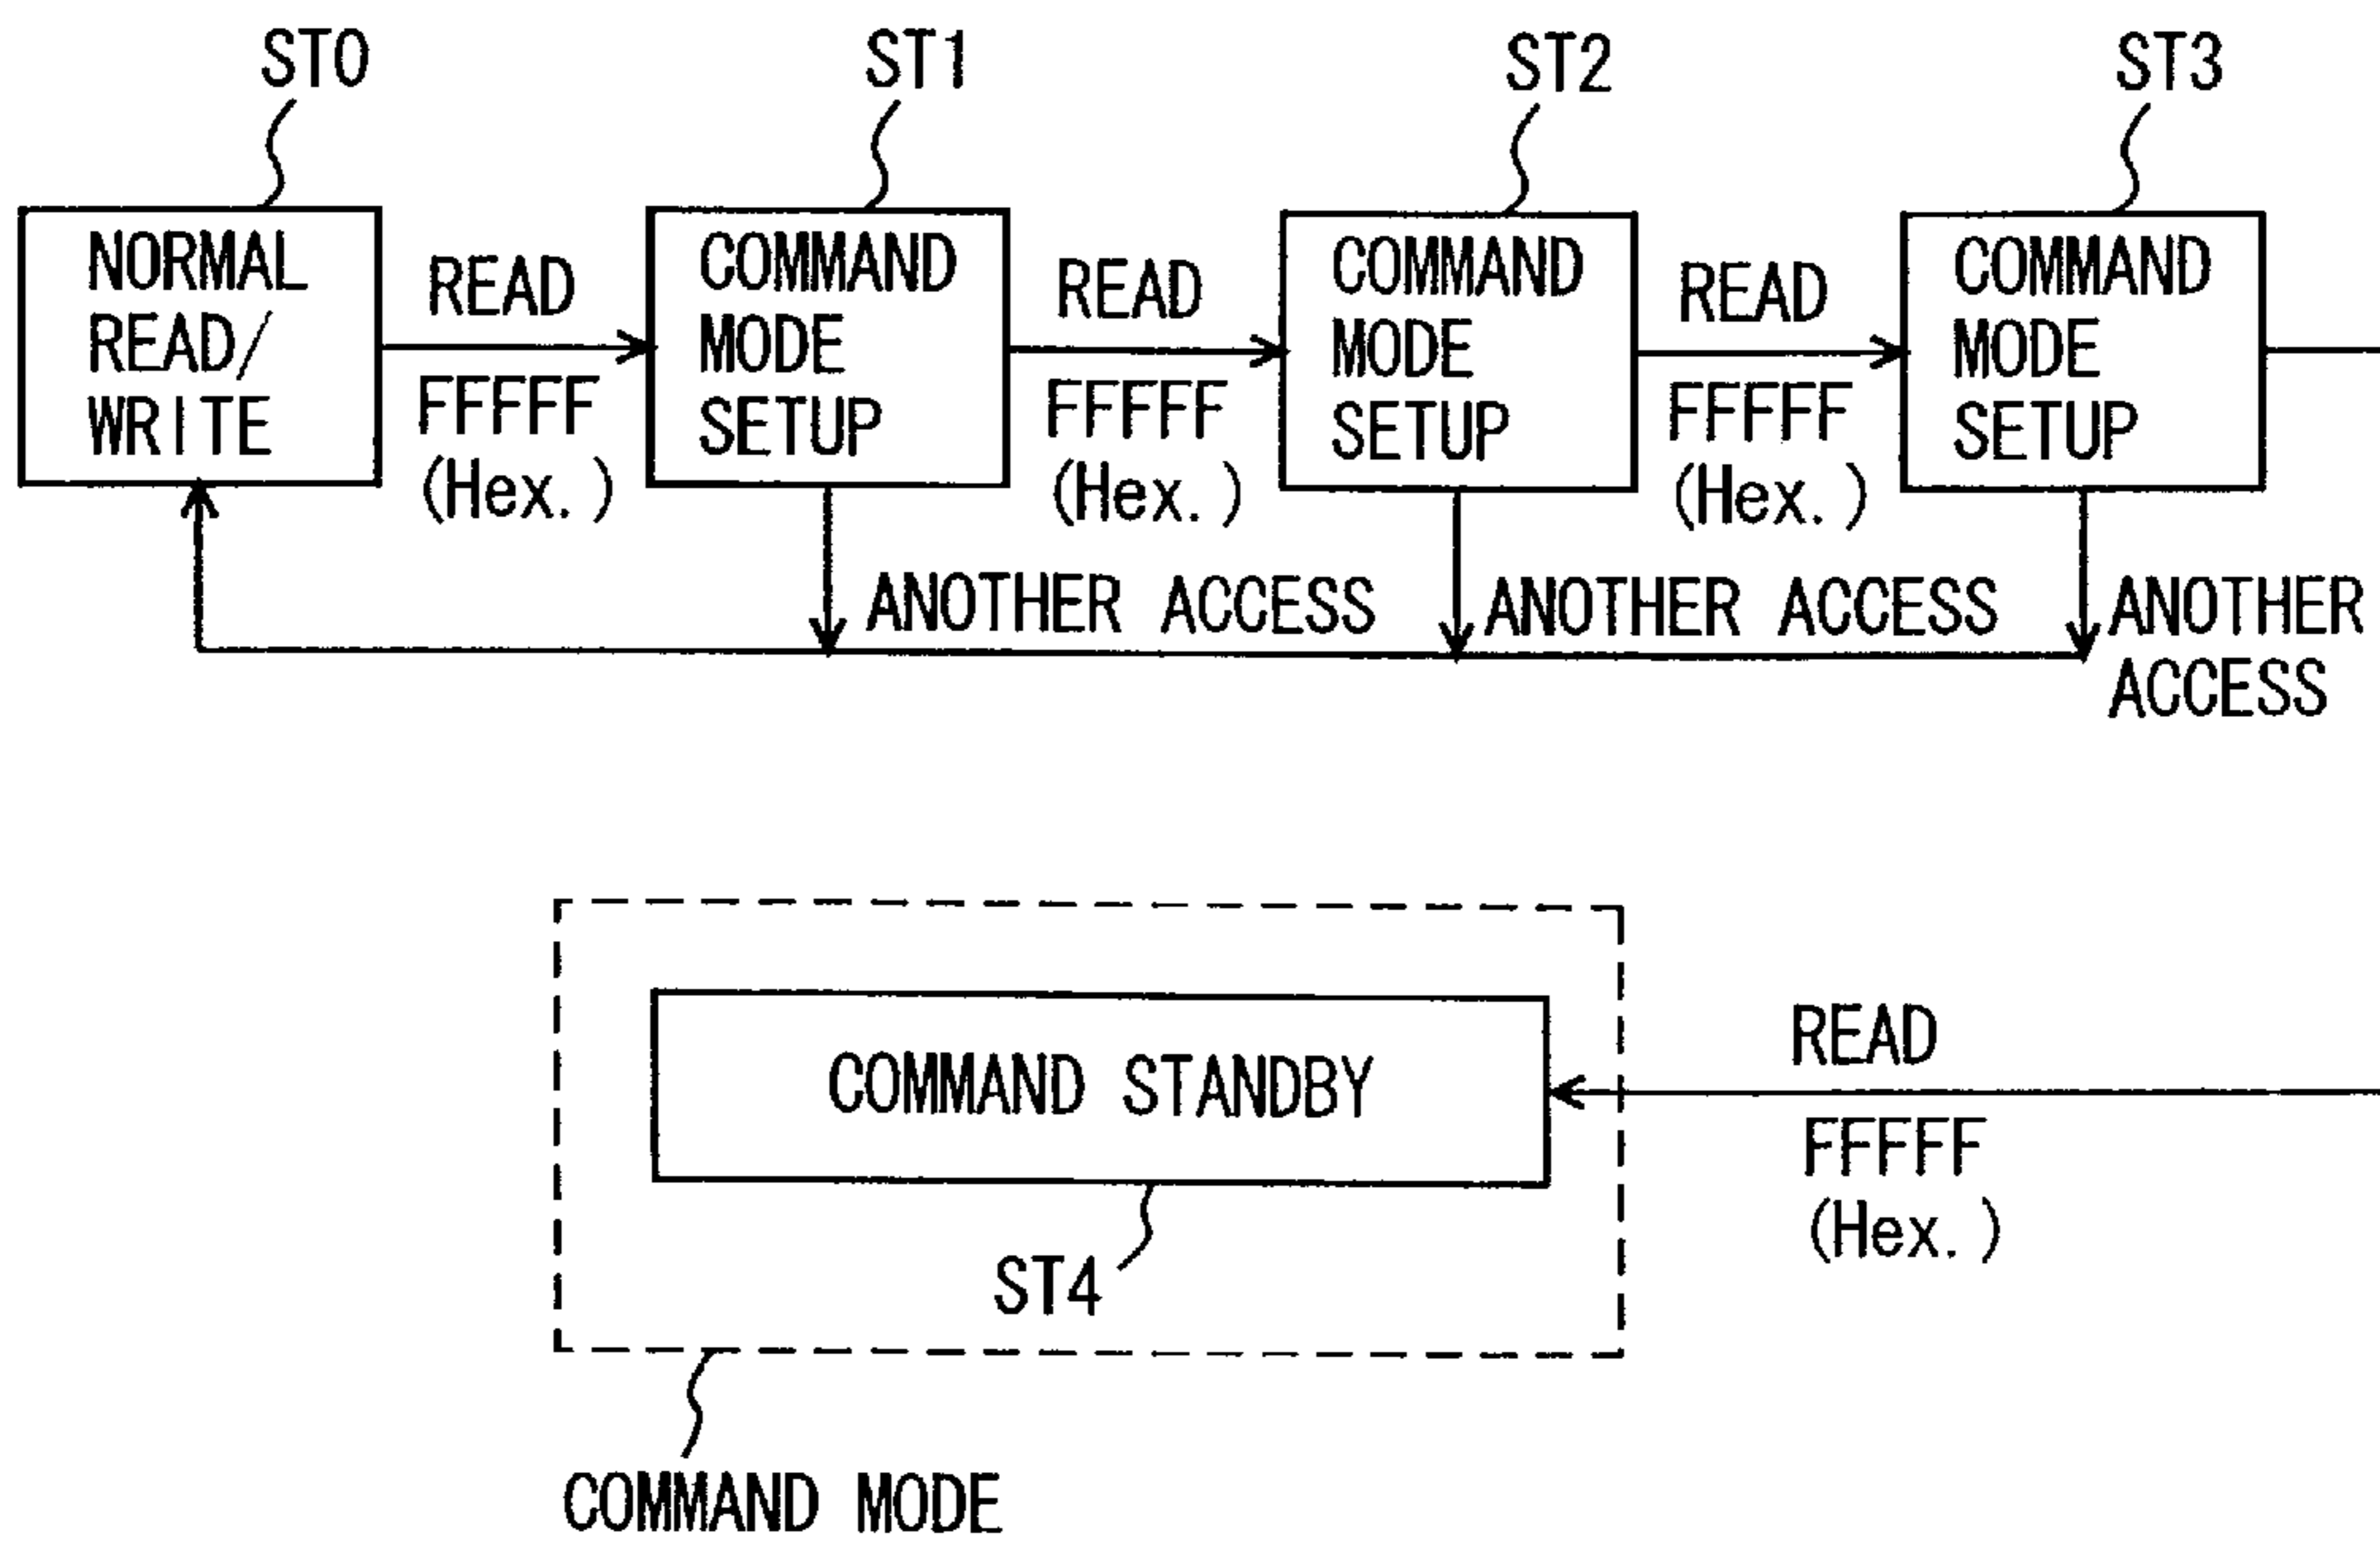 ST0
ST1
ST2
ST3
NORMAL
READ/
WRITE
READ
FFFFF
(Hex.)
COMMAND
MODE
SETUP
READ
FFFFF
(Hex.)
COMMAND
MODE
SETUP
READ
FFFFF
(Hex.)
COMMAND
MODE
SETUP
ANOTHER ACCESS
ANOTHER ACCESS
ANOTHER
ACCESS
COMMAND STANDBY
ST4
READ
FFFFF
(Hex.)
COMMAND MODE